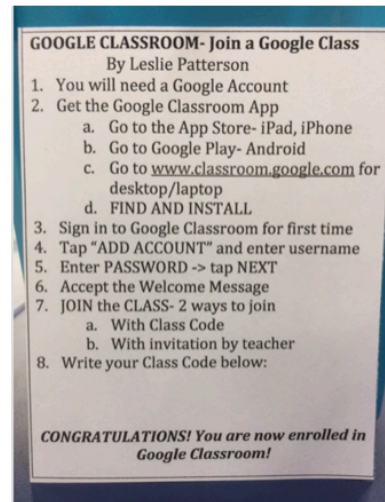 GOOGLE CLASSROOM- Join a Google Class
By Leslie Patterson
1. You will need a Google Account
2. Get the Google Classroom App
a. Go to the App Store- iPad, iPhone
b. Go to Google Play- Android
c. Go to www.classroom.google.com for
desktop/laptop
d. FIND AND INSTALL
3. Sign in to Google Classroom for first time
4. Tap “ADD ACCOUNT” and enter username
5. Enter PASSWORD -> tap NEXT
6. Accept the Welcome Message
7. JOIN the CLASS- 2 ways to join
a. With Class Code
b. With invitation by teacher
8. Write your Class Code below:
CONGRATULATIONS! You are now enrolled in
Google Classroom!